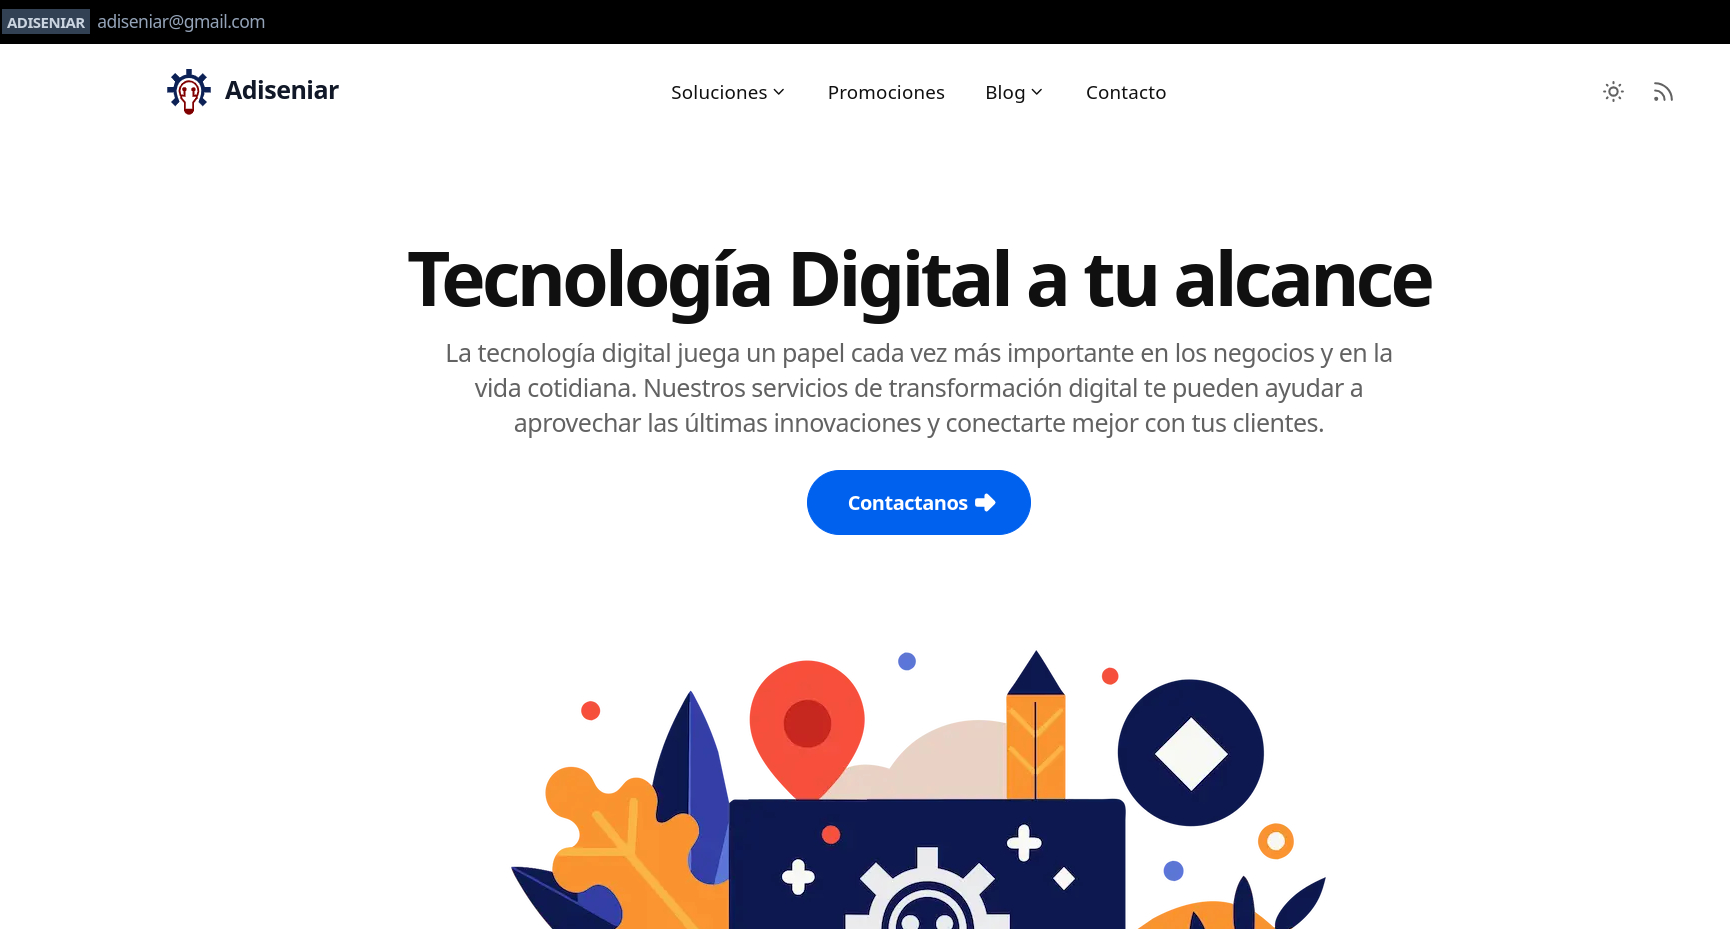 ADISENIAR adiseniar@gmail.com
Adiseniar
Soluciones
Promociones
Blog
Contacto
Tecnología Digital a tu alcance
La tecnología digital juega un papel cada vez más importante en los negocios y en la
vida cotidiana. Nuestros servicios de transformación digital te pueden ayudar a
aprovechar las últimas innovaciones y conectarte mejor con tus clientes.
Contactanos